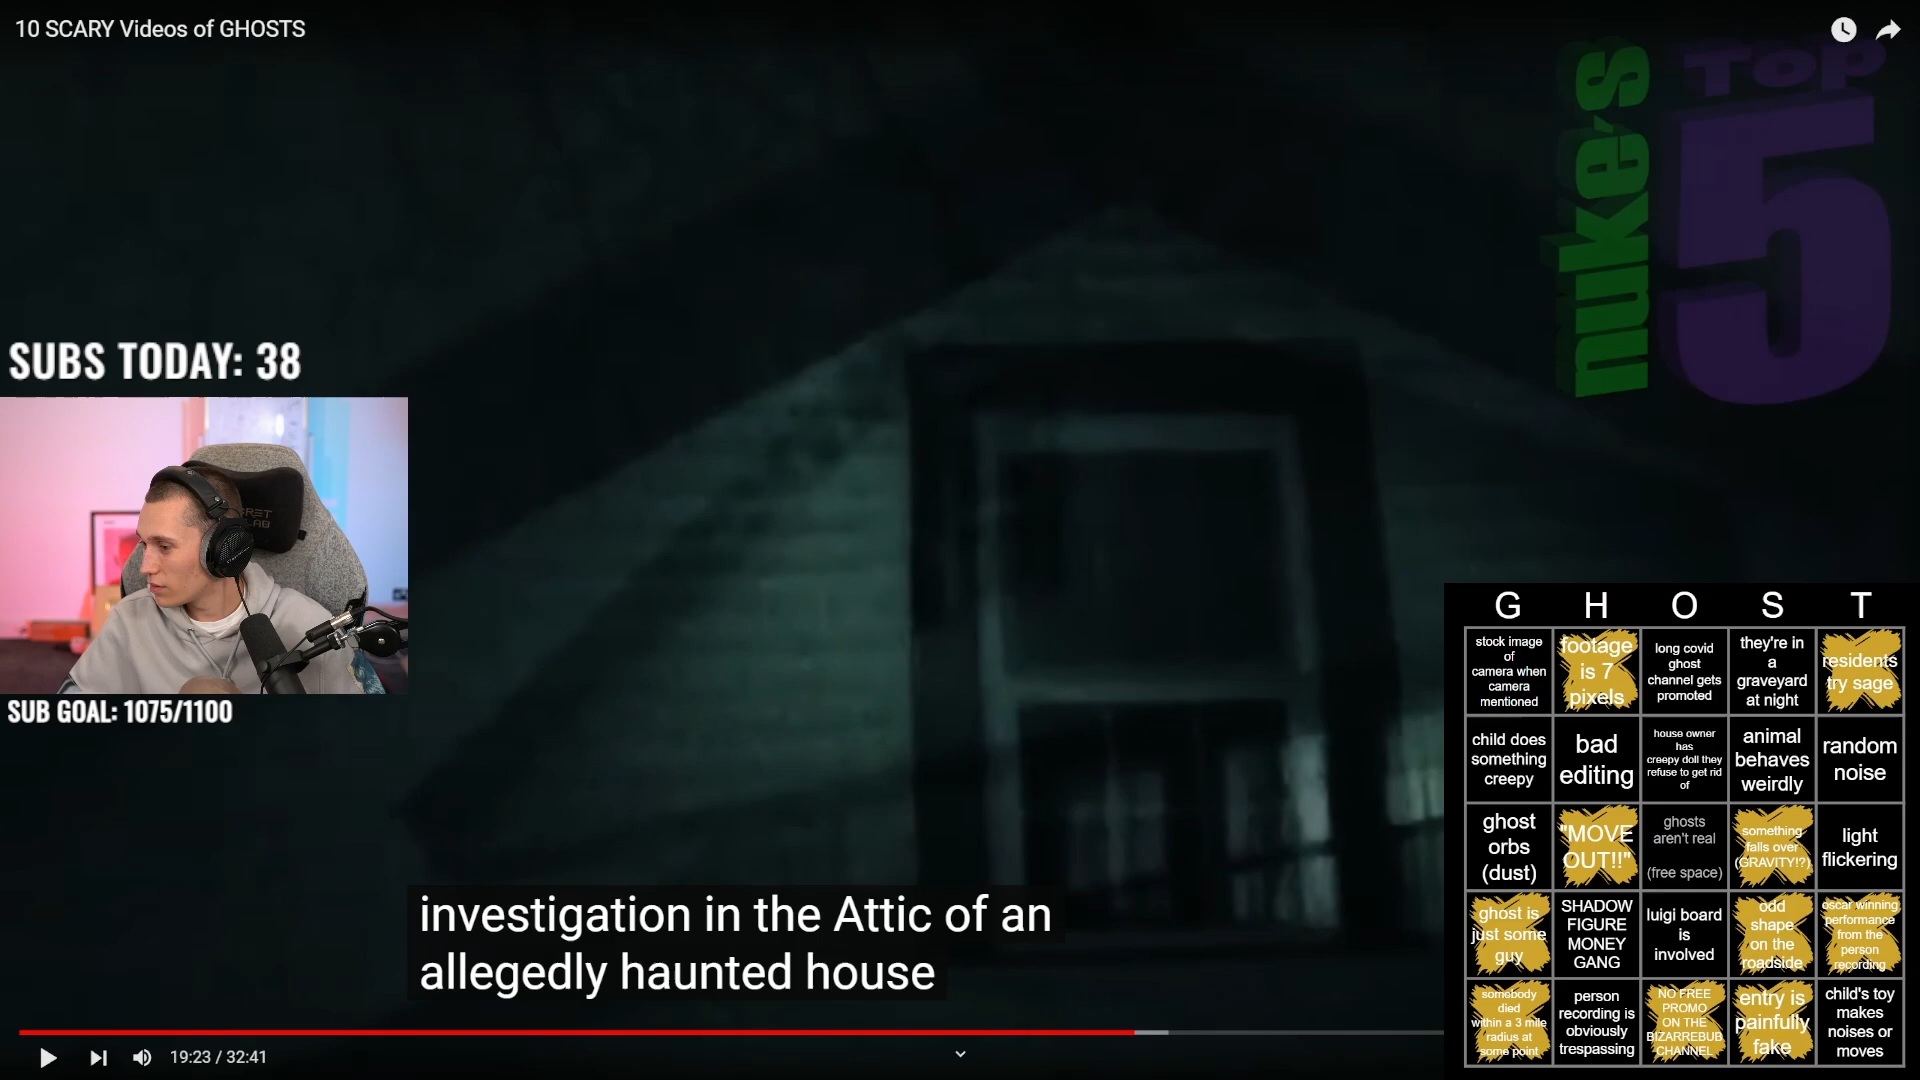 10 SCARY Videos of GHOSTS
nuke's
Top
5
SUBS TODAY: 38
SUB GOAL: 1075/1100
investigation in the Attic of an
allegedly haunted house
19:23 / 32:41
G H O S T
stock image
of
camera when
camera
mentioned
footage
is 7
pixels
long covid
ghost
channel gets
promoted
they're in
a
graveyard
at night
residents
try sage
child does
something
creepy
bad
editing
house owner
has
creepy doll they
refuse to get rid
of
animal
behaves
weirdly
random
noise
ghost
orbs
(dust)
"MOVE
OUT!!"
ghosts
aren't real
(free space)
something
falls over
(GRAVITY!?)
light
flickering
ghost is
just some
guy
SHADOW
FIGURE
MONEY
GANG
luigi board
is
involved
odd
shape
on the
roadside
oscar winning
performance
from the
person
recording
somebody
died
within a 3 mile
radius at
some point
person
recording is
obviously
trespassing
NO FREE
PROMO
ON THE
BIZARREBUB
CHANNEL
entry is
painfully
fake
child's toy
makes
noises or
moves